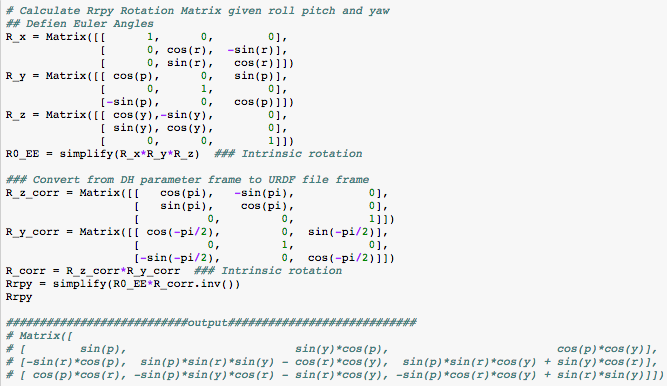 # Calculate Rrpy Rotation Matrix given roll pitch and yaw
## Defien Euler Angles
R_x = Matrix([[ 1, 0, 0],
[ 0, cos(r), -sin(r)],
[ 0, sin(r), cos(r)]])
R_y = Matrix([[ cos(p), 0, sin(p)],
[ 0, 1, 0],
[-sin(p), 0, cos(p)]])
R_z = Matrix([[ cos(y),-sin(y), 0],
[ sin(y), cos(y), 0],
[ 0, 0, 1]])
R0_EE = simplify(R_x*R_y*R_z) ### Intrinsic rotation
### Convert from DH parameter frame to URDF file frame
R_z_corr = Matrix([[ cos(pi), -sin(pi), 0],
[ sin(pi), cos(pi), 0],
[ 0, 0, 1]])
R_y_corr = Matrix([[ cos(-pi/2), 0, sin(-pi/2)],
[ 0, 1, 0],
[-sin(-pi/2), 0, cos(-pi/2)]])
R_corr = R_z_corr*R_y_corr ### Intrinsic rotation
Rrpy = simplify(R0_EE*R_corr.inv())
Rrpy
###########################output############################
# Matrix([
# [ sin(p), sin(y)*cos(p), cos(p)*cos(y)],
# [-sin(r)*cos(p), sin(p)*sin(r)*sin(y) - cos(r)*cos(y), sin(p)*sin(r)*cos(y) + sin(y)*cos(r)],
# [ cos(p)*cos(r), -sin(p)*sin(y)*cos(r) - sin(r)*cos(y), -sin(p)*cos(r)*cos(y) + sin(r)*sin(y)]])